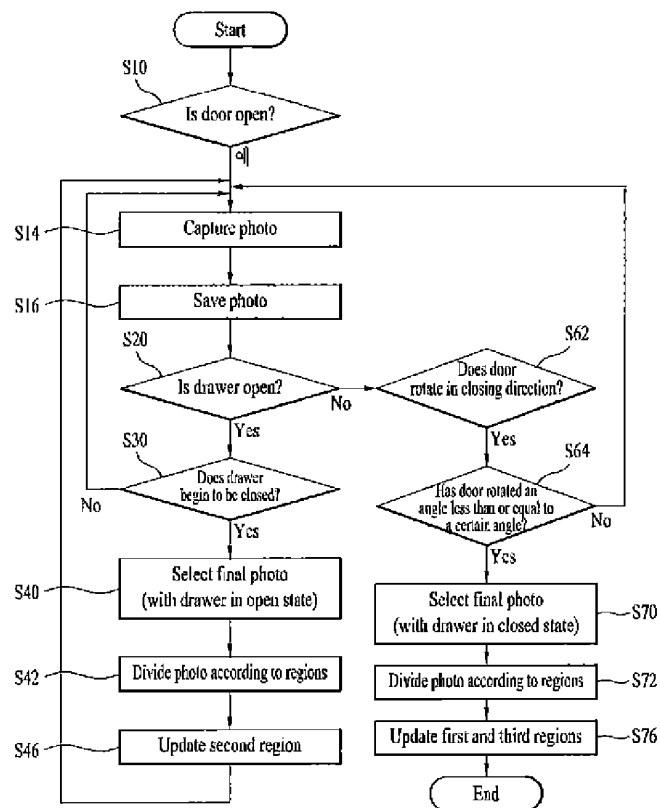 Start
S10
Is door open?
예
S14
Capture photo
S16
Save photo
S20
Is drawer open?
No
Yes
S62
Does door
rotate in closing direction?
Yes
S30
Does drawer
begin to be closed?
No
Yes
S64
Has door rotated an
angle less than or equal to
a certain angle?
No
Yes
S40
Select final photo
(with drawer in open state)
S70
Select final photo
(with drawer in closed state)
S42
Divide photo according to regions
S72
Divide photo according to regions
S46
Update second region
S76
Update first and third regions
End